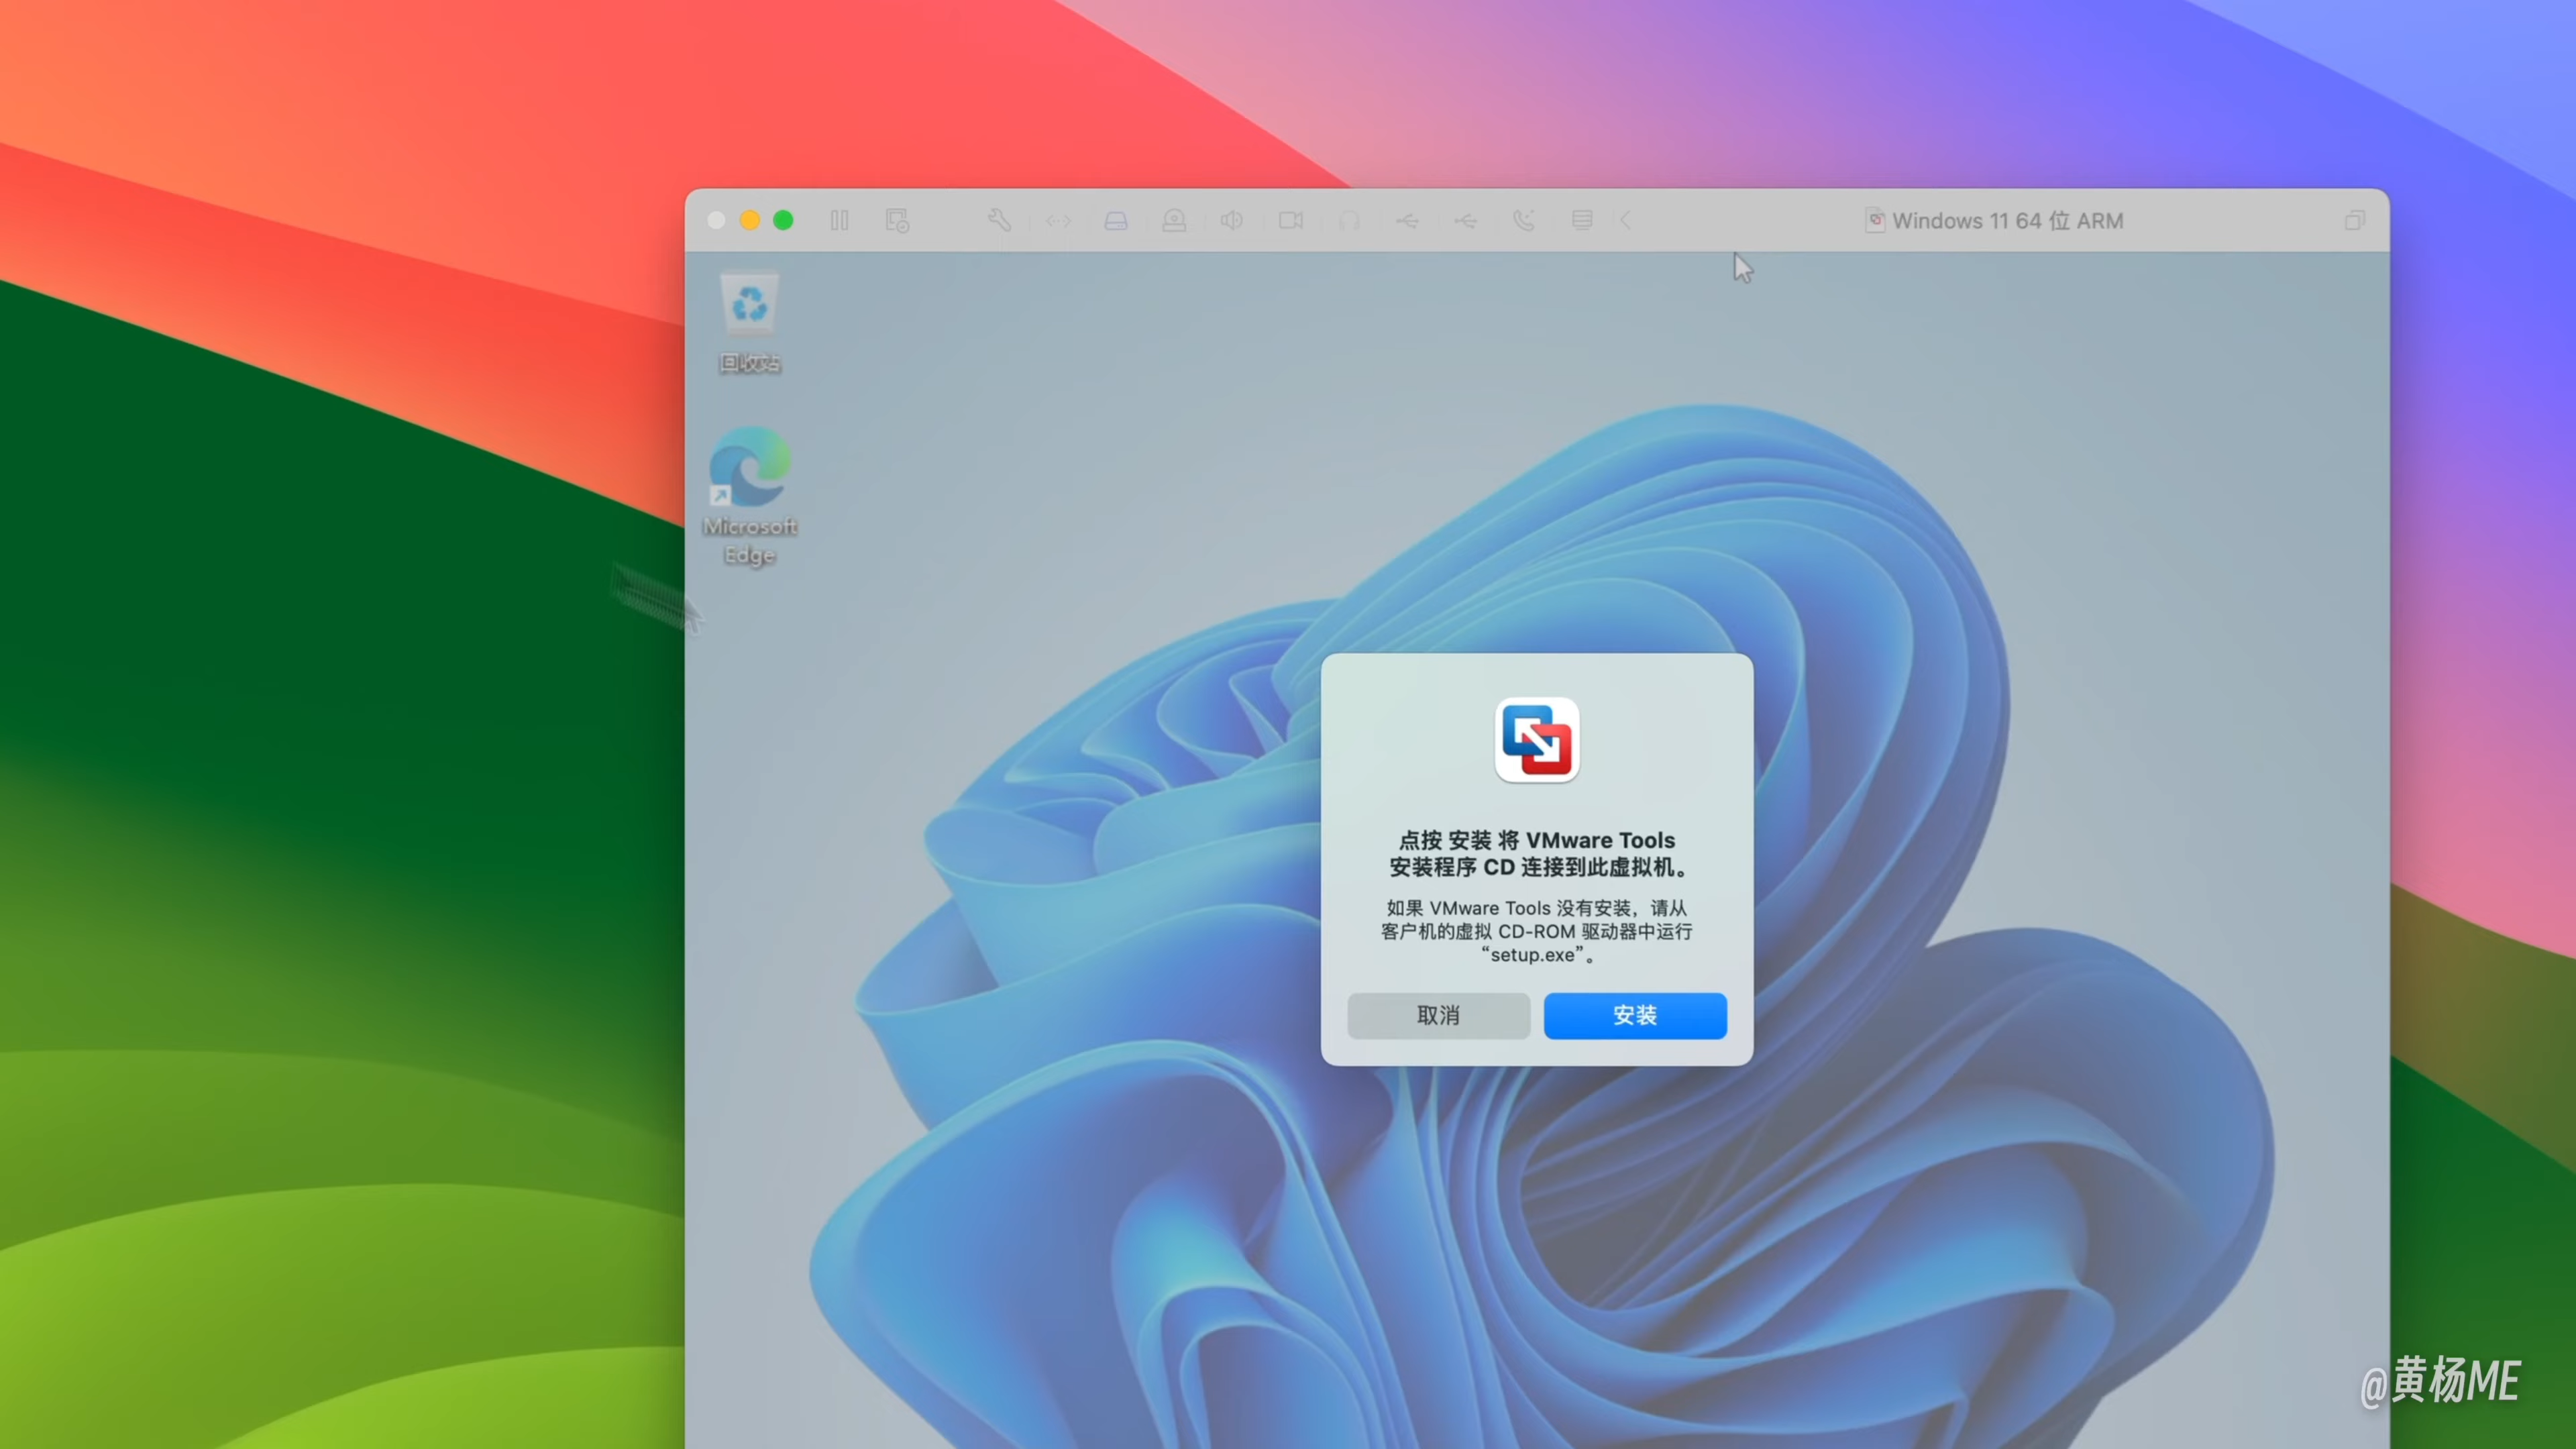 Windows 11 64 位 ARM
回收站
Microsoft
Edge
点按 安装 将 VMware Tools
安装程序 CD 连接到此虚拟机。
如果 VMware Tools 没有安装，请从
客户机的虚拟 CD-ROM 驱动器中运行
“setup.exe”。
取消
安装
@黄杨ME